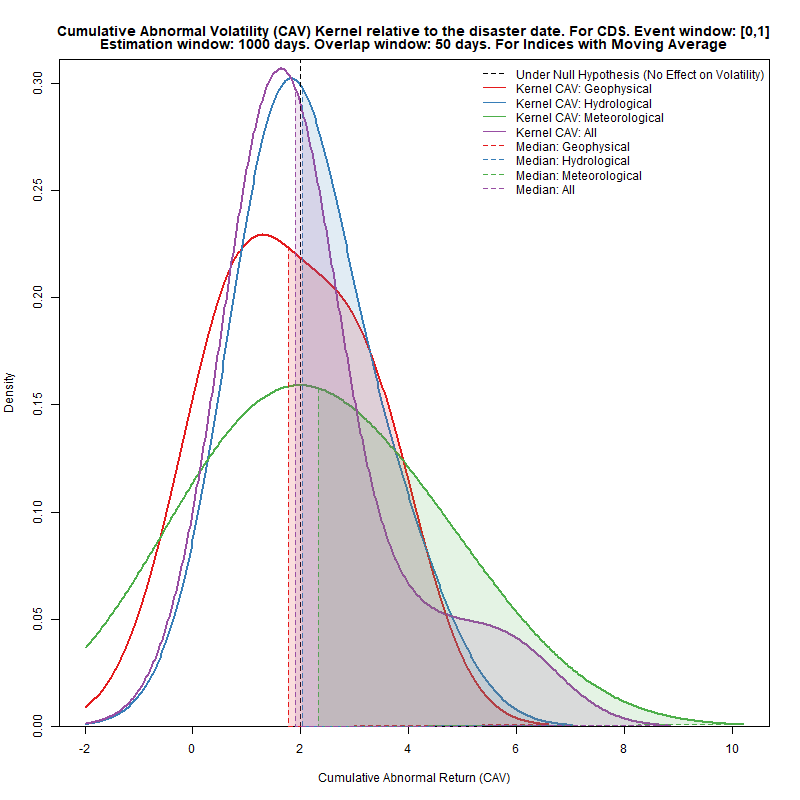 Cumulative Abnormal Volatility (CAV) Kernel relative to the disaster date. For CDS. Event window: [0,1]
Estimation window: 1000 days. Overlap window: 50 days. For Indices with Moving Average
Under Null Hypothesis (No Effect on Volatility)
Kernel CAV: Geophysical
Kernel CAV: Hydrological
Kernel CAV: Meteorological
Kernel CAV: All
Median: Geophysical
Median: Hydrological
Median: Meteorological
Median: All
0.30
0.25
0.20
0.15
0.10
0.05
0.00
Density
-2 0 2 4 6 8 10
Cumulative Abnormal Return (CAV)